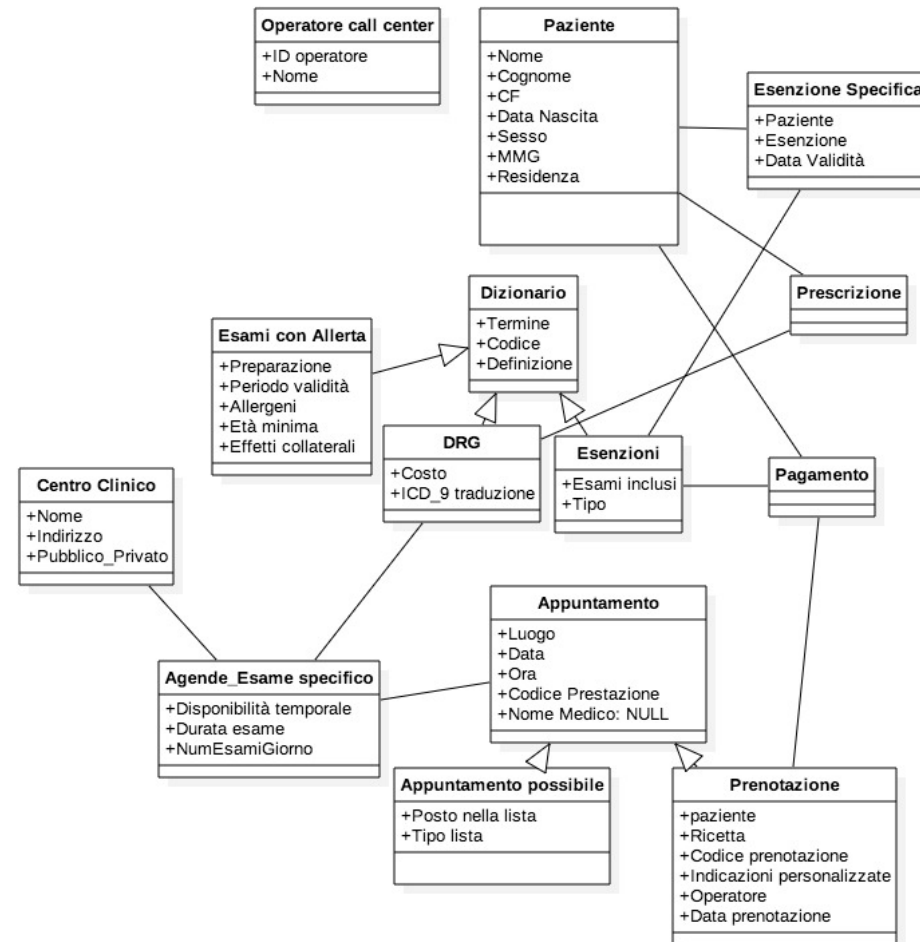 Operatore call center
+ID operatore
+Nome
Paziente
+Nome
+Cognome
+CF
+Data Nascita
+Sesso
+MMG
+Residenza
Esenzione Specifica
+Paziente
+Esenzione
+Data Validità
Dizionario
+Termine
+Codice
+Definizione
Prescrizione
Esami con Allerta
+Preparazione
+Periodo validità
+Allergeni
+Età minima
+Effetti collaterali
DRG
+Costo
+ICD_9 traduzione
Esenzioni
+Esami inclusi
+Tipo
Pagamento
Centro Clinico
+Nome
+Indirizzo
+Pubblico_Privato
Appuntamento
+Luogo
+Data
+Ora
+Codice Prestazione
+Nome Medico: NULL
Agende_Esame specifico
+Disponibilità temporale
+Durata esame
+NumEsamiGiorno
Appuntamento possibile
+Posto nella lista
+Tipo lista
Prenotazione
+paziente
+Ricetta
+Codice prenotazione
+Indicazioni personalizzate
+Operatore
+Data prenotazione